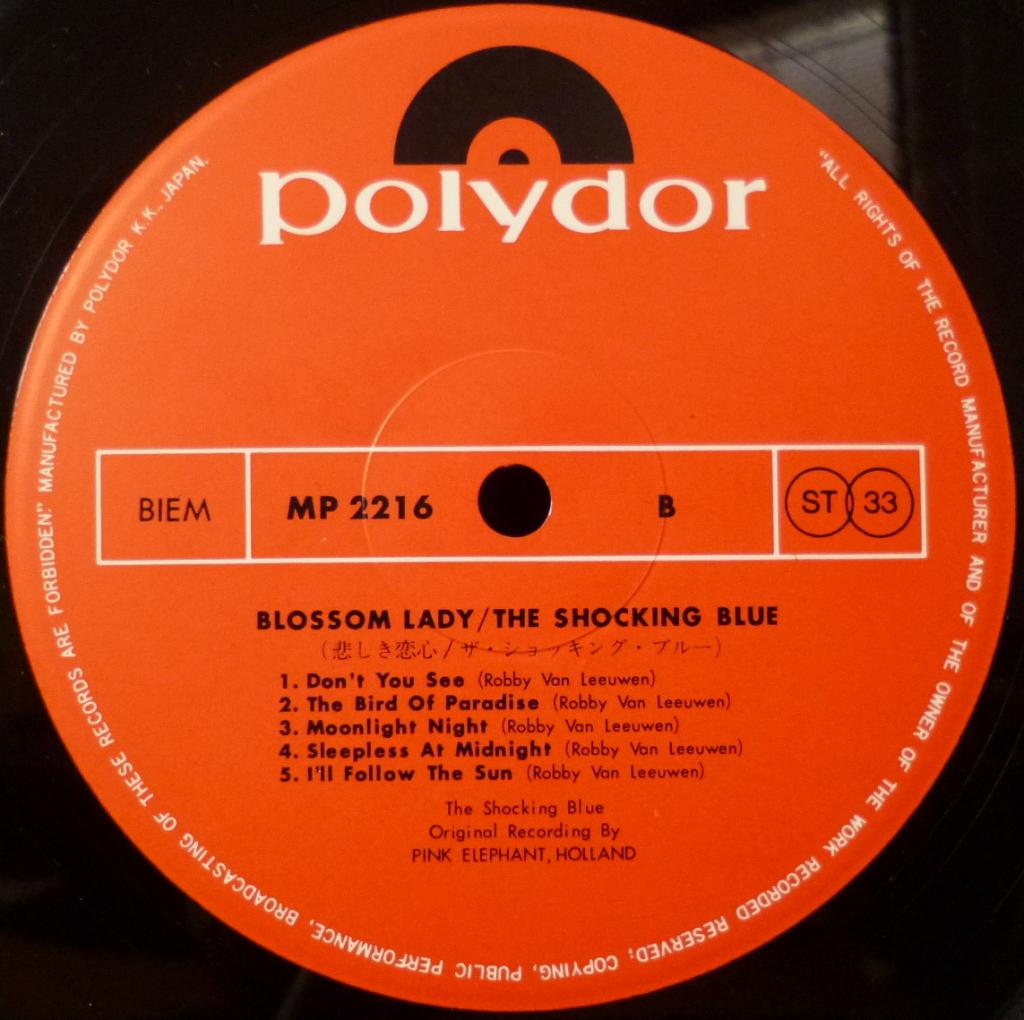 polydor
"ALL RIGHTS OF THE RECORD MANUFACTURER AND OF THE OWNER OF THE WORK RECORDED RESERVED; COPYING, PUBLIC PERFORMANCE, BROADCASTING OF THESE RECORDS ARE FORBIDDEN." MANUFACTURED BY POLYDOR K.K., JAPAN.
BIEM MP 2216 B ST 33
BLOSSOM LADY/THE SHOCKING BLUE
(悲しき恋心/ザ・ショッキング・ブルー)
1. Don't You See (Robby Van Leeuwen)
2. The Bird Of Paradise (Robby Van Leeuwen)
3. Moonlight Night (Robby Van Leeuwen)
4. Sleepless At Midnight (Robby Van Leeuwen)
5. I'll Follow The Sun (Robby Van Leeuwen)
The Shocking Blue
Original Recording By
PINK ELEPHANT, HOLLAND